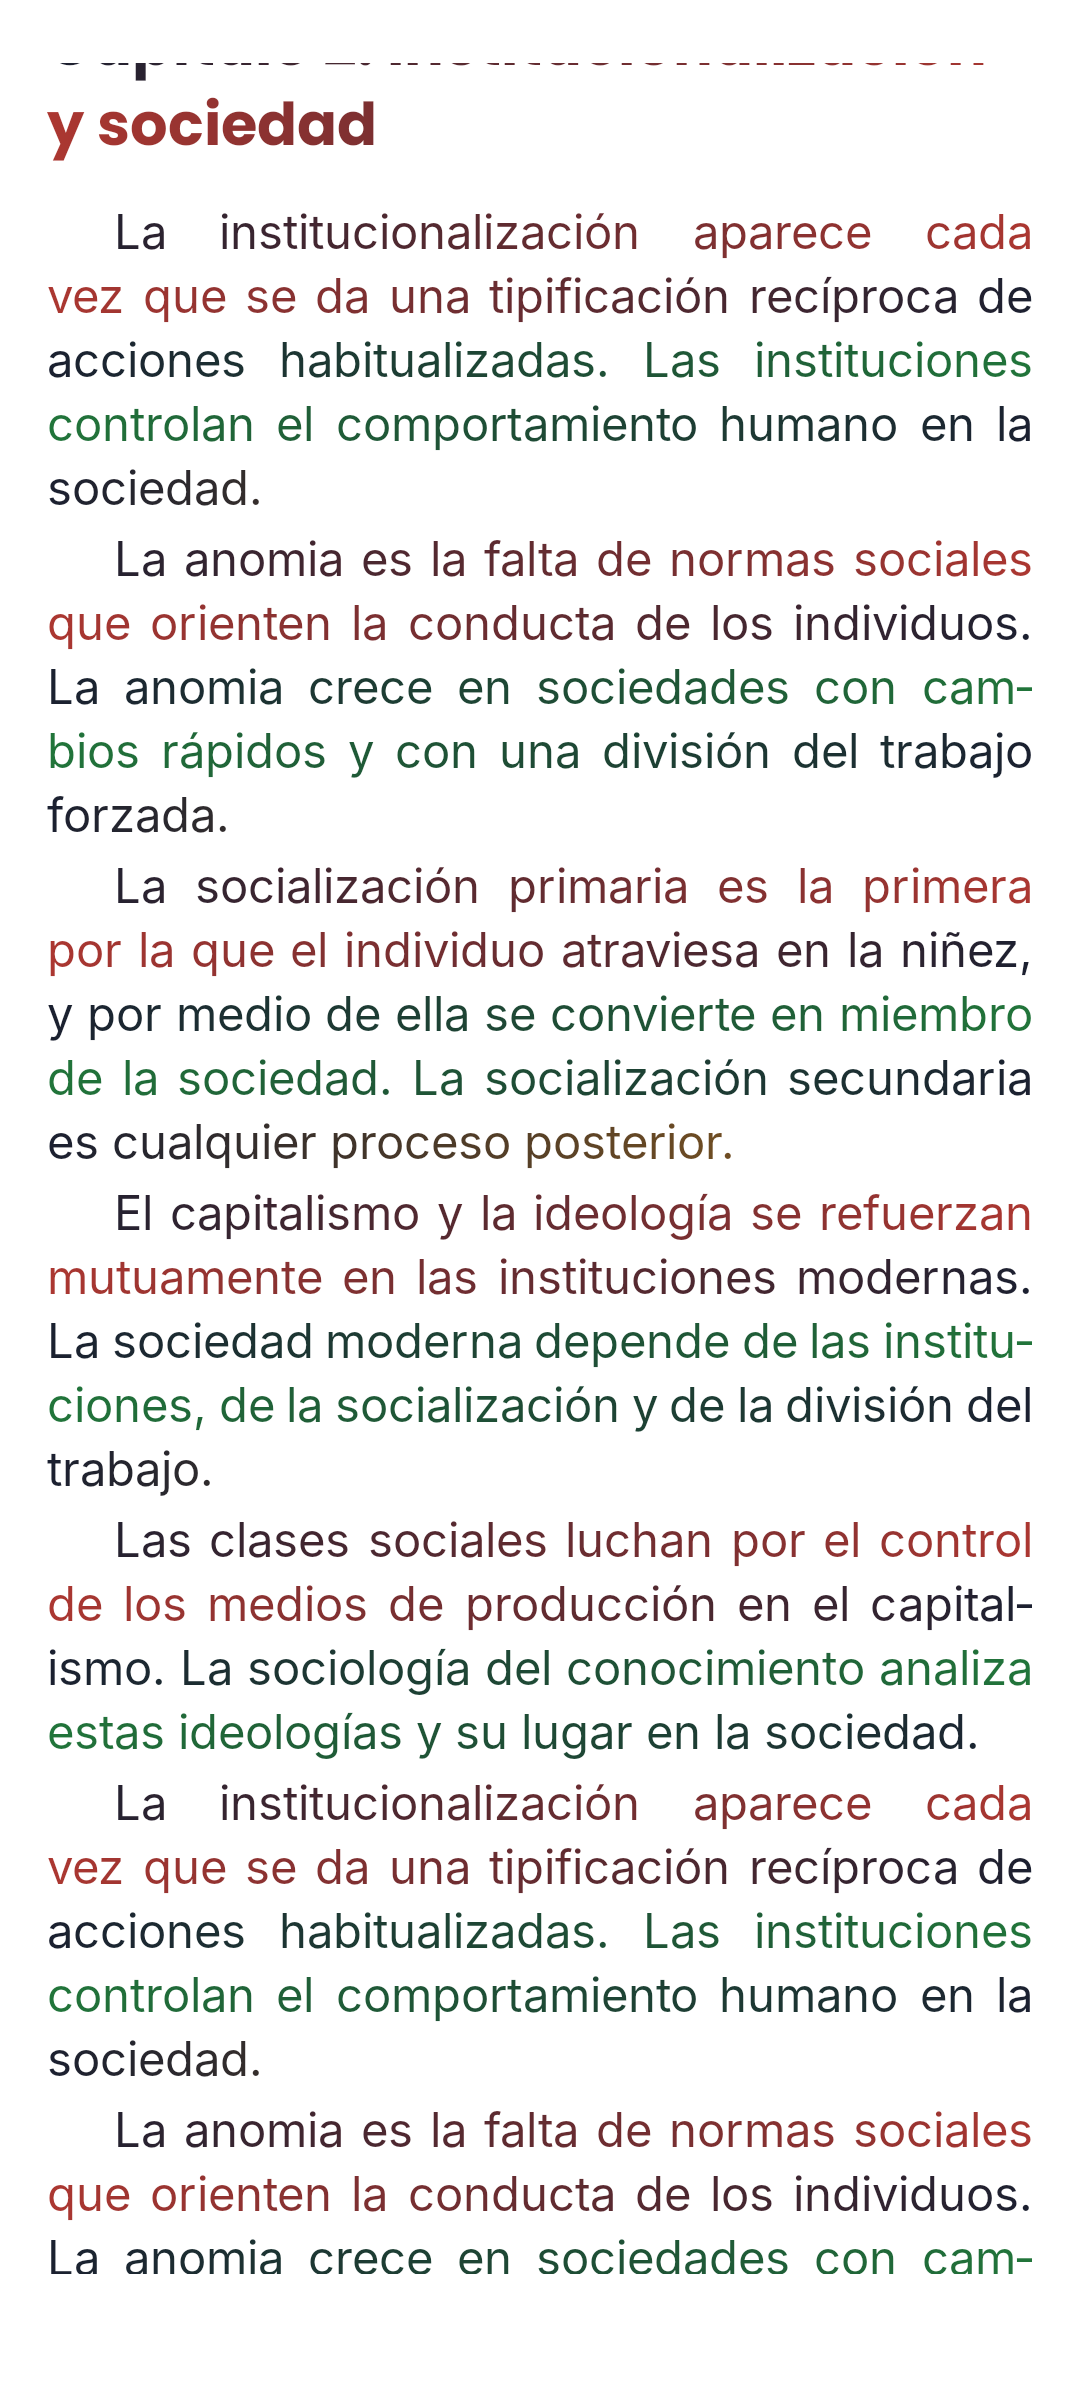 y sociedad
La institucionalización aparece cada
vez que se da una tipificación recíproca de
acciones habitualizadas. Las instituciones
controlan el comportamiento humano en la
sociedad.
La anomia es la falta de normas sociales
que orienten la conducta de los individuos.
La anomia crece en sociedades con cam-
bios rápidos y con una división del trabajo
forzada.
La socialización primaria es la primera
por la que el individuo atraviesa en la niñez,
y por medio de ella se convierte en miembro
de la sociedad. La socialización secundaria
es cualquier proceso posterior.
El capitalismo y la ideología se refuerzan
mutuamente en las instituciones modernas.
La sociedad moderna depende de las institu-
ciones, de la socialización y de la división del
trabajo.
Las clases sociales luchan por el control
de los medios de producción en el capital-
ismo. La sociología del conocimiento analiza
estas ideologías y su lugar en la sociedad.
La institucionalización aparece cada
vez que se da una tipificación recíproca de
acciones habitualizadas. Las instituciones
controlan el comportamiento humano en la
sociedad.
La anomia es la falta de normas sociales
que orienten la conducta de los individuos.
La anomia crece en sociedades con cam-